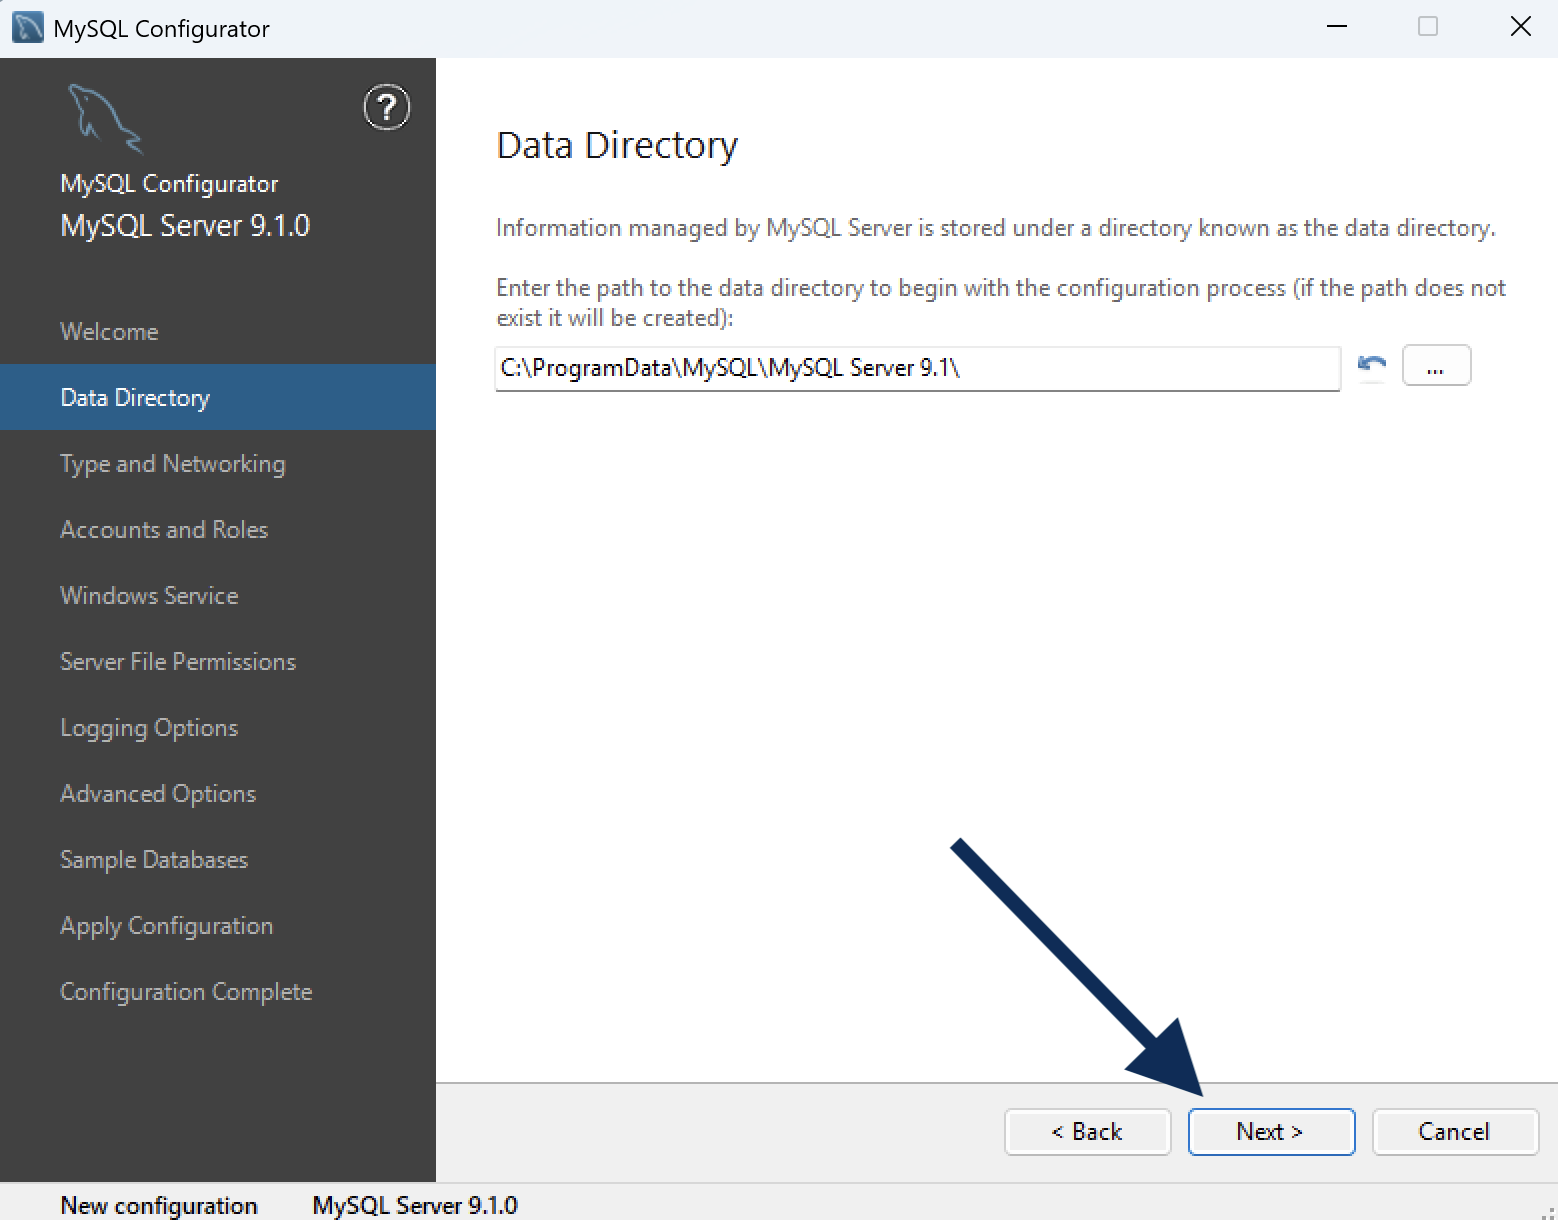 MySQL Configurator
?
MySQL Configurator
MySQL Server 9.1.0
Welcome
Data Directory
Type and Networking
Accounts and Roles
Windows Service
Server File Permissions
Logging Options
Advanced Options
Sample Databases
Apply Configuration
Configuration Complete
Data Directory
Information managed by MySQL Server is stored under a directory known as the data directory.
Enter the path to the data directory to begin with the configuration process (if the path does not
exist it will be created):
C:\ProgramData\MySQL\MySQL Server 9.1\
...
< Back
Next >
Cancel
New configuration
MySQL Server 9.1.0